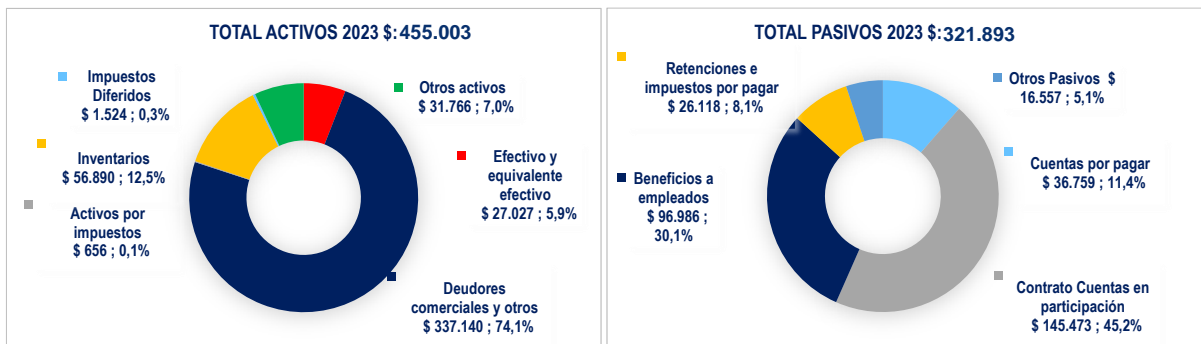 TOTAL ACTIVOS 2023 $:455.003
Impuestos
Diferidos
$ 1.524 ; 0,3%
Otros activos
$ 31.766 ; 7,0%
Inventarios
$ 56.890 ; 12,5%
Efectivo y
equivalente
efectivo
$ 27.027 ; 5,9%
Activos por
impuestos
$ 656 ; 0,1%
Deudores
comerciales y otros
$ 337.140 ; 74,1%
TOTAL PASIVOS 2023 $:321.893
Retenciones e
impuestos por pagar
$ 26.118 ; 8,1%
Otros Pasivos $
16.557 ; 5,1%
Cuentas por pagar
$ 36.759 ; 11,4%
Beneficios a
empleados
$ 96.986 ;
30,1%
Contrato Cuentas en
participación
$ 145.473 ; 45,2%